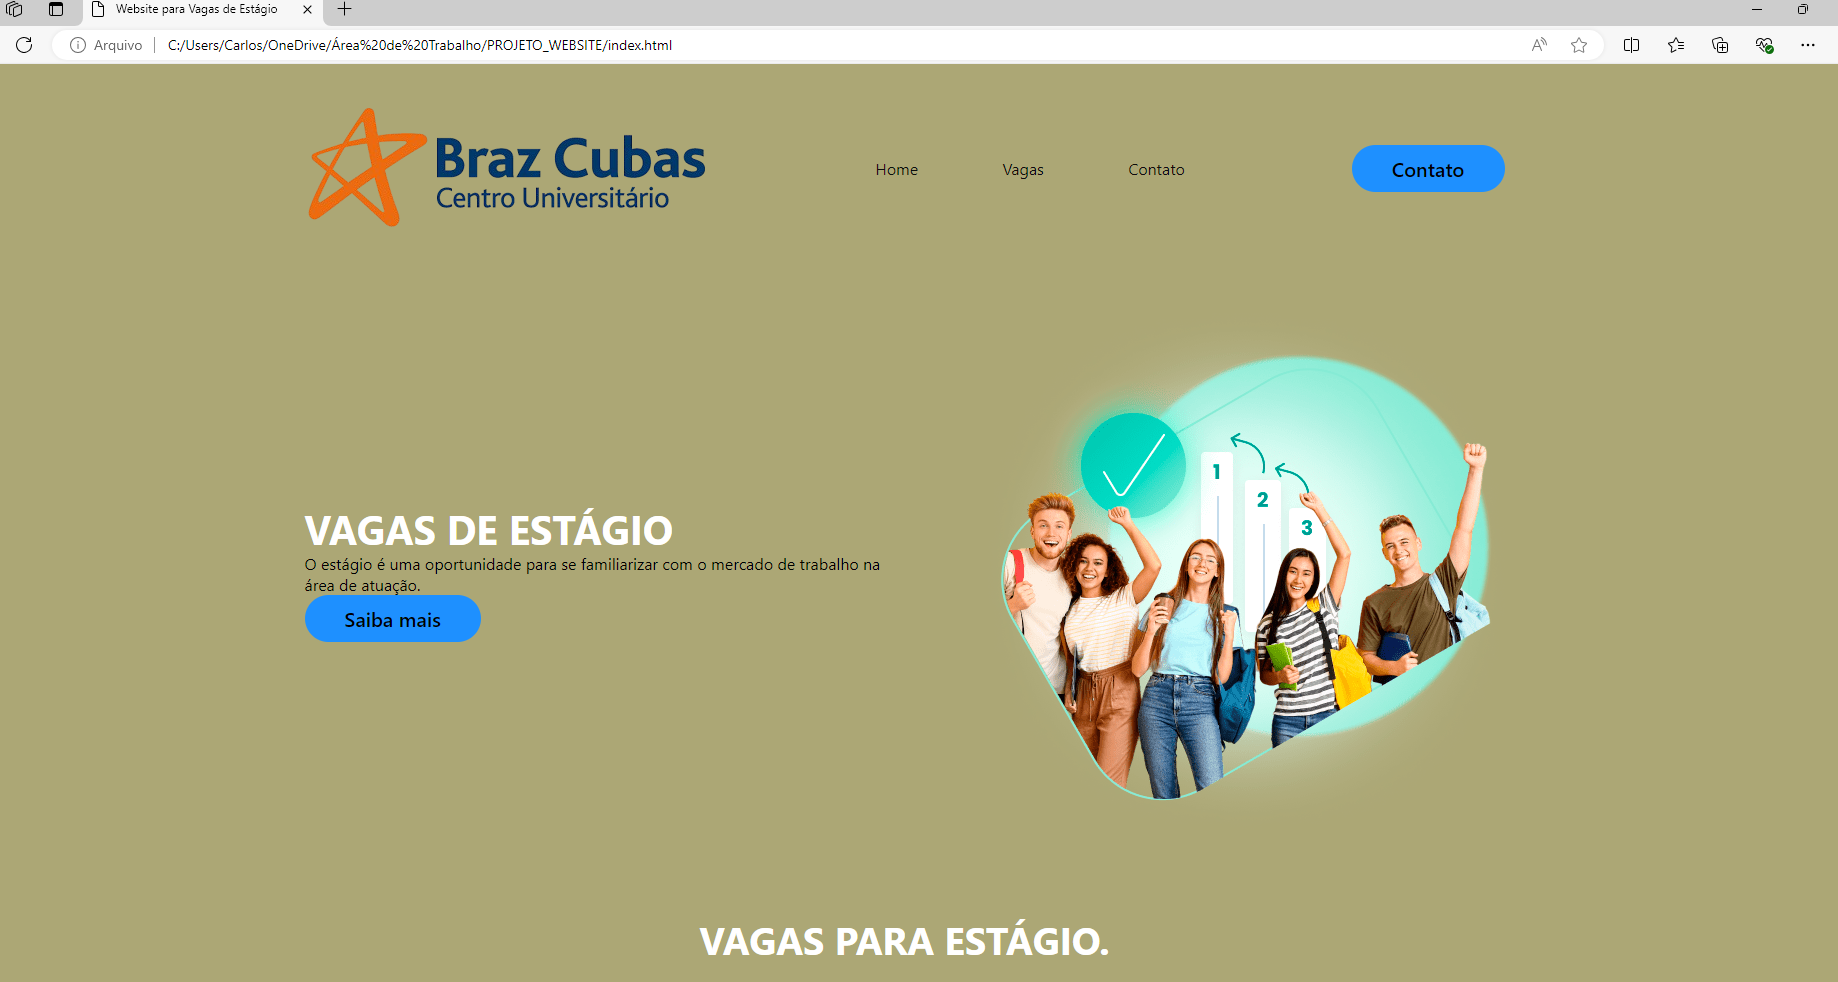 Website para Vagas de Estágio
Arquivo
C:/Users/Carlos/OneDrive/Área%20de%20Trabalho/PROJETO_WEBSITE/index.html
Braz Cubas
Centro Universitário
Home
Vagas
Contato
Contato
1
2
3
VAGAS DE ESTÁGIO
O estágio é uma oportunidade para se familiarizar com o mercado de trabalho na
área de atuação.
Saiba mais
VAGAS PARA ESTÁGIO.